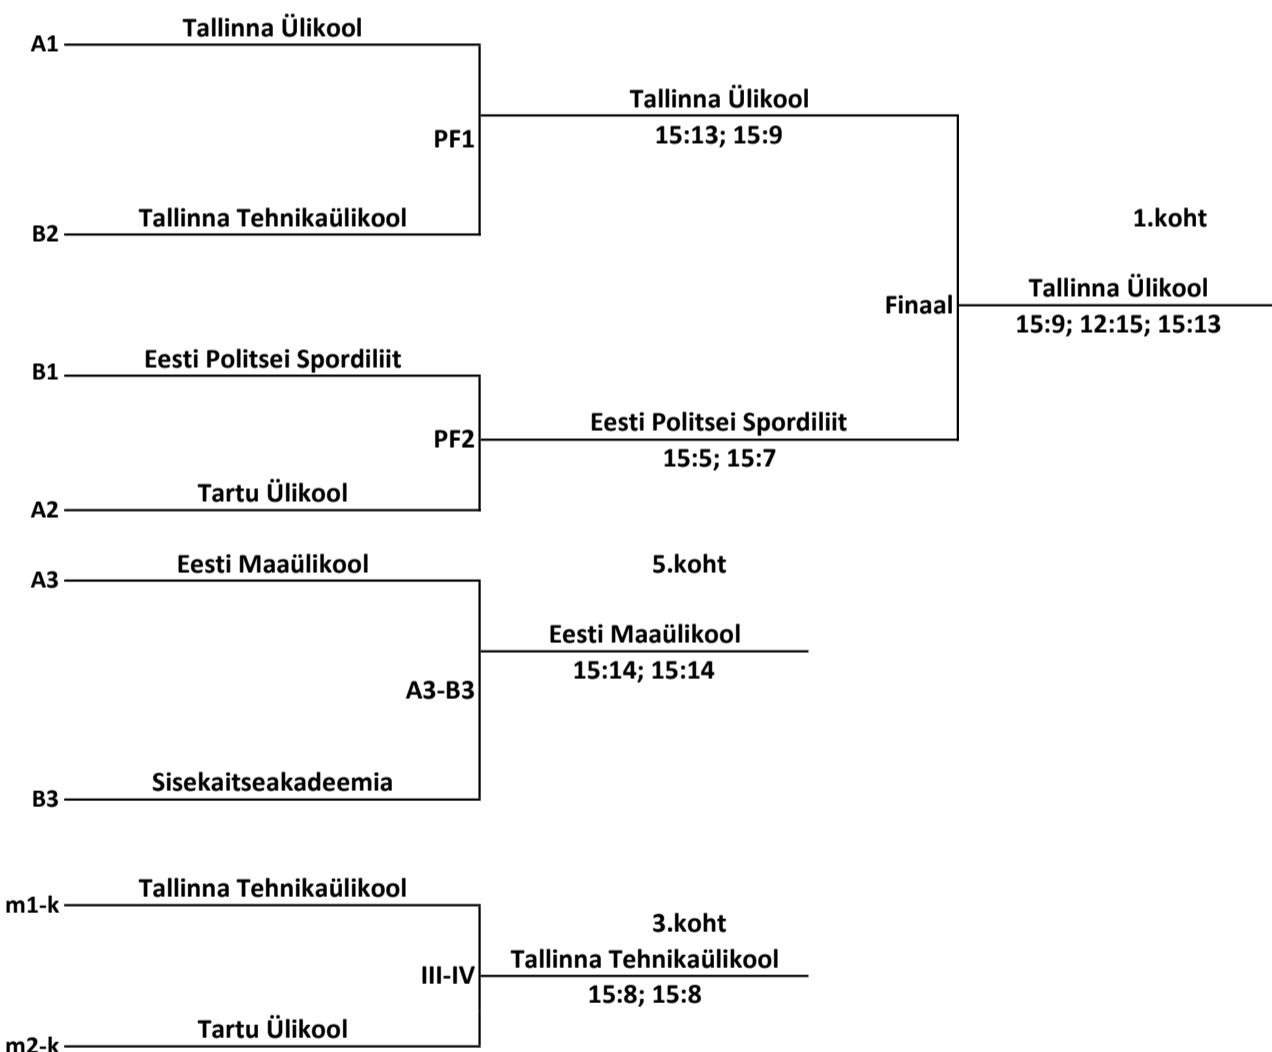 Tallinna Ülikool
A1
Tallinna Ülikool
15:13; 15:9
PF1
Tallinna Tehnikaülikool
B2
1.koht
Tallinna Ülikool
Finaal
15:9; 12:15; 15:13
Eesti Politsei Spordiliit
B1
Eesti Politsei Spordiliit
PF2
15:5; 15:7
Tartu Ülikool
A2
Eesti Maaülikool
5.koht
A3
Eesti Maaülikool
15:14; 15:14
A3-B3
Sisekaitseakadeemia
B3
Tallinna Tehnikaülikool
m1-k
3.koht
Tallinna Tehnikaülikool
III-IV
15:8; 15:8
Tartu Ülikool
m2-k